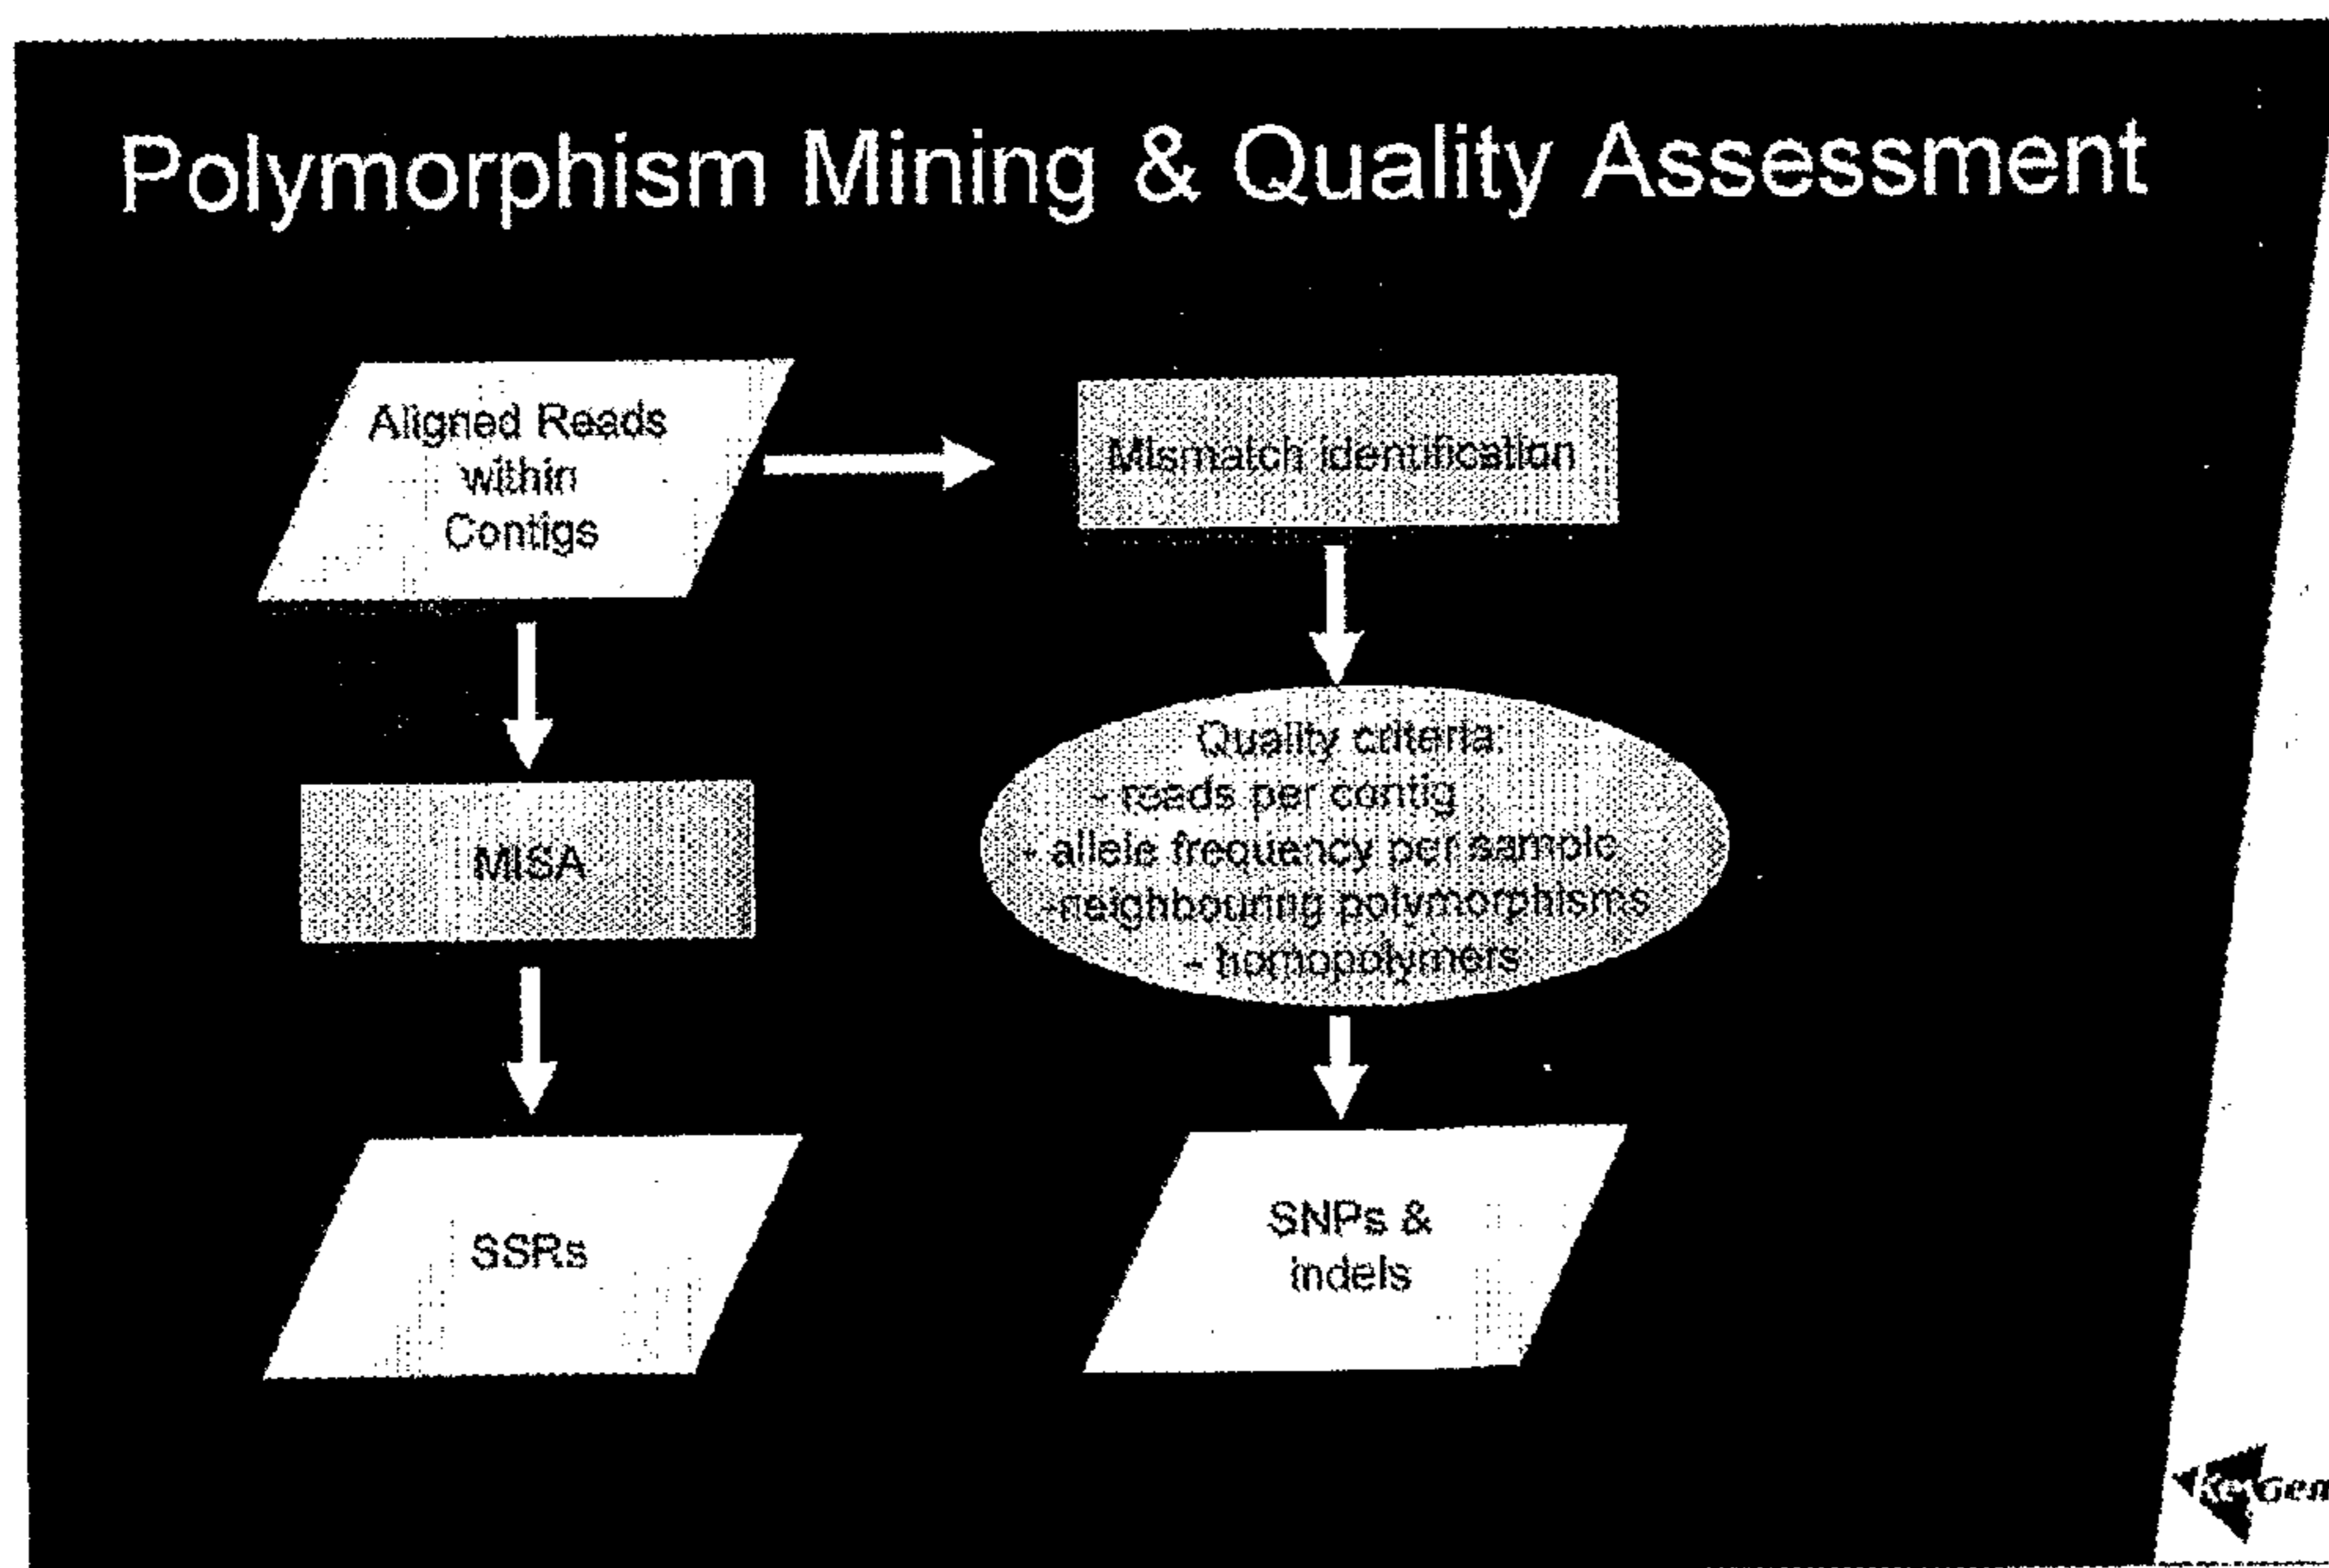 Polymorphism Mining & Quality Assessment
Aligned Reads
within
Contigs
Mismatch identification
MISA
Quality criteria:
- reads per contig
- allele frequency per sample
-neighbouring polymorphisms
- homopolymers
SSRs
SNPs &
indels
KeyGen